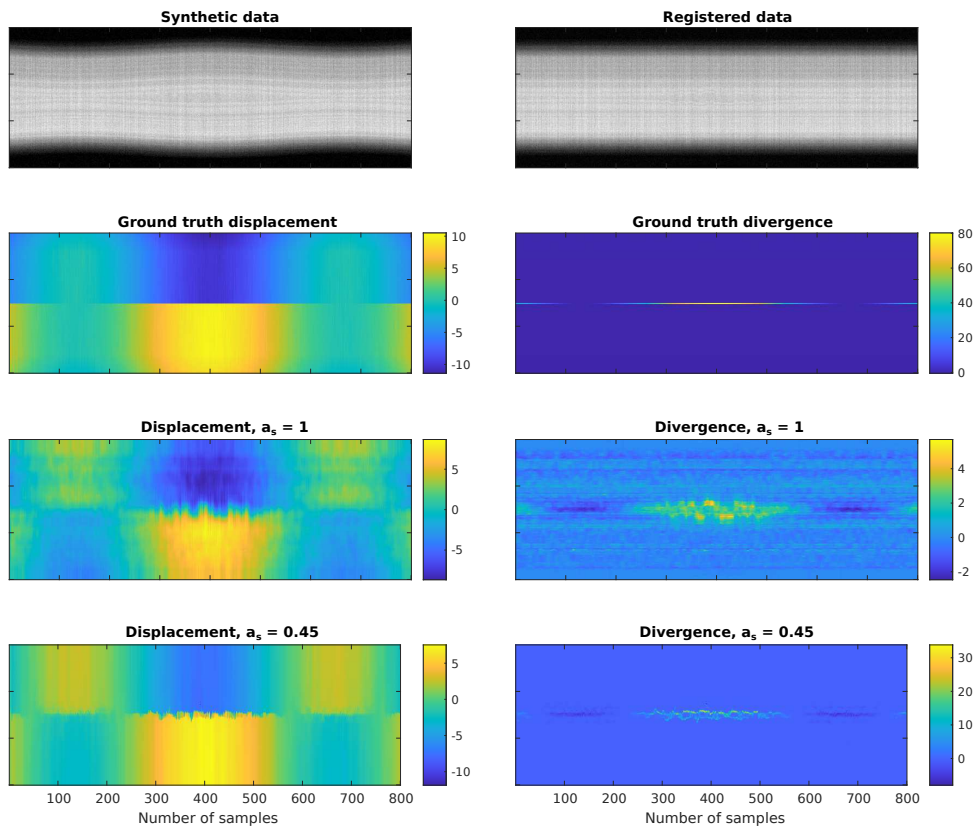 Synthetic data
Registered data
Ground truth displacement
10
5
0
-5
-10
Ground truth divergence
80
60
40
20
0
Displacement, a_s = 1
5
0
-5
Divergence, a_s = 1
4
2
0
-2
Displacement, a_s = 0.45
5
0
-5
-10
100 200 300 400 500 600 700 800
Number of samples
Divergence, a_s = 0.45
30
20
10
0
100 200 300 400 500 600 700 800
Number of samples